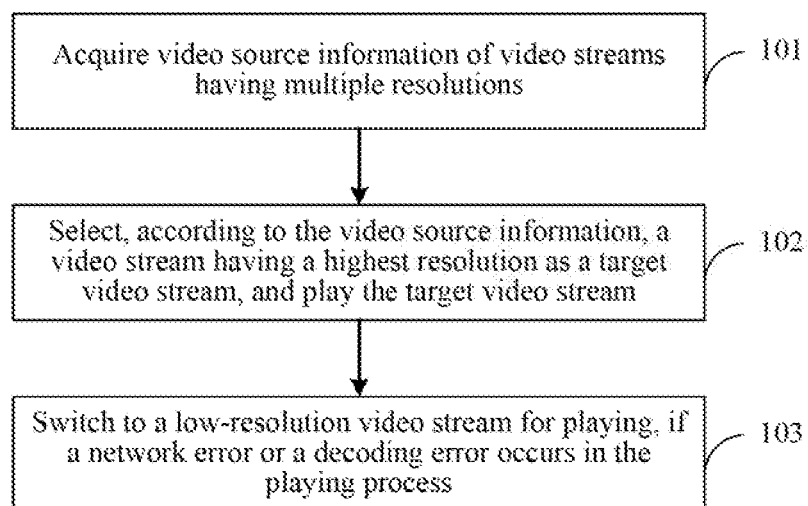 Acquire video source information of video streams
having multiple resolutions
101
Select, according to the video source information, a
video stream having a highest resolution as a target
video stream, and play the target video stream
102
Switch to a low-resolution video stream for playing, if
a network error or a decoding error occurs in the
playing process
103